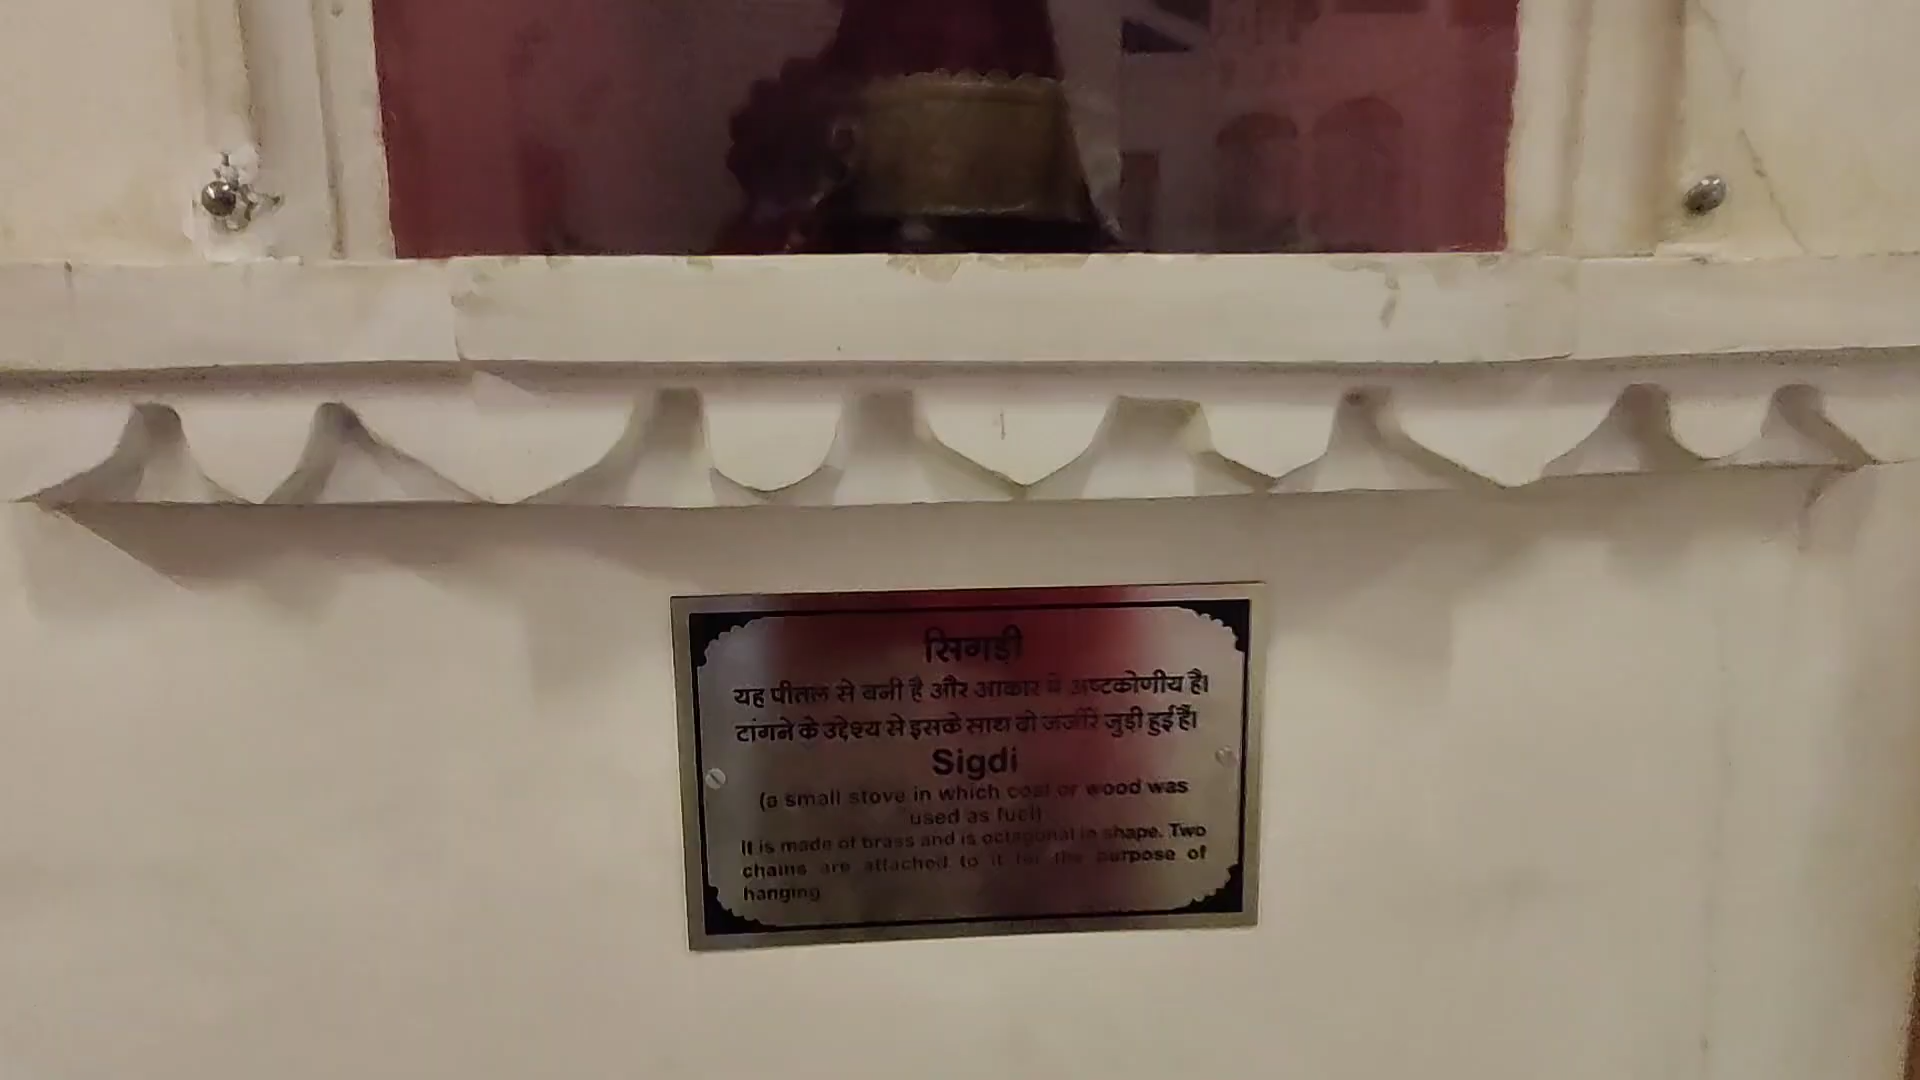 सिगड़ी
यह पीतल से बनी है और आकार में अष्टकोणीय है।
टांगने के उद्देश्य से इसके साथ दो जंजीरें जुड़ी हुई हैं।
Sigdi
(a small stove in which coal or wood was
used as fuel)
It is made of brass and is octagonal in shape. Two
chains are attached to it for the purpose of
hanging